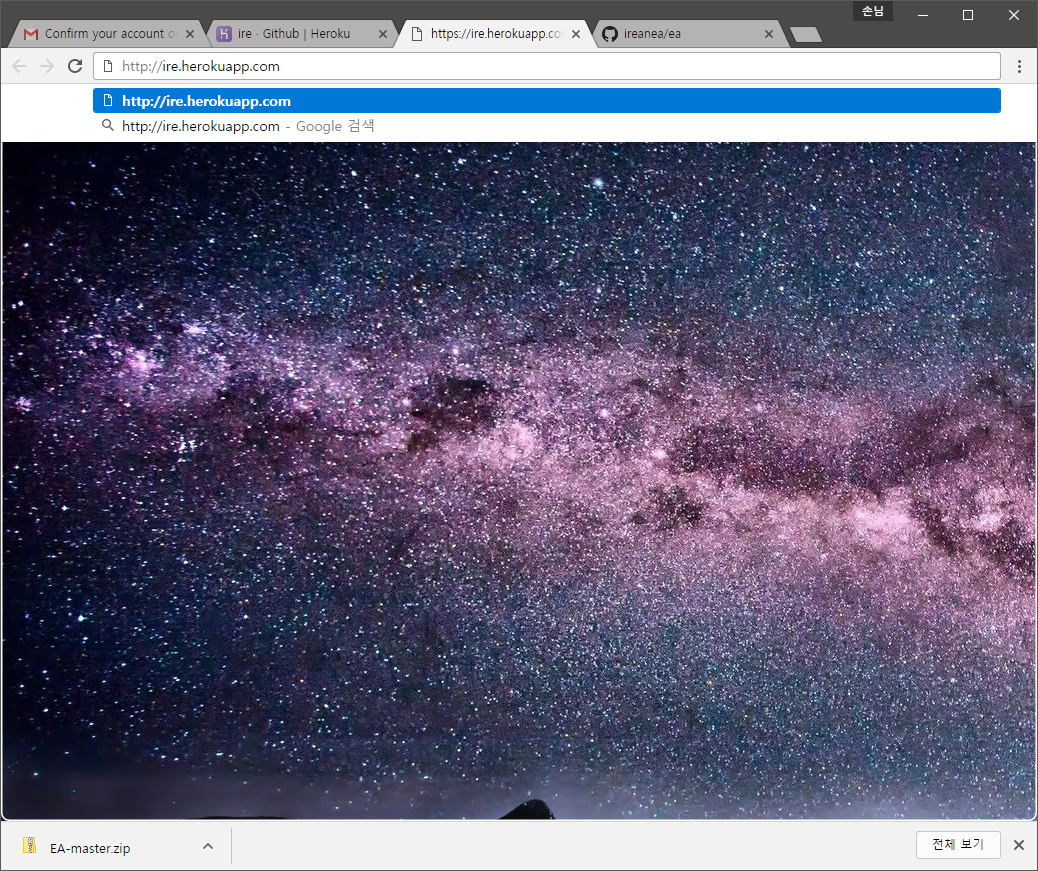 손님
Confirm your account o
ire · Github | Heroku
https://ire.herokuapp.co
ireanea/ea
http://ire.herokuapp.com
http://ire.herokuapp.com
http://ire.herokuapp.com - Google 검색
EA-master.zip
전체 보기